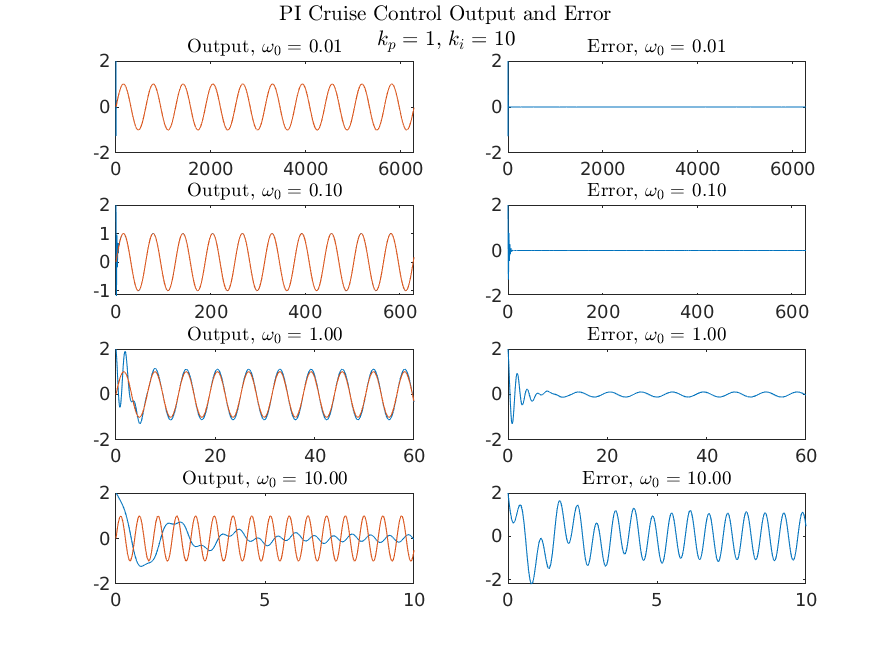 PI Cruise Control Output and Error
k_p = 1, k_i = 10
Output, ω_0 = 0.01
2
0
-2
0 2000 4000 6000
Error, ω_0 = 0.01
2
0
-2
0 2000 4000 6000
Output, ω_0 = 0.10
2
1
0
-1
0 200 400 600
Error, ω_0 = 0.10
2
0
-2
0 200 400 600
Output, ω_0 = 1.00
2
0
-2
0 20 40 60
Error, ω_0 = 1.00
2
0
-2
0 20 40 60
Output, ω_0 = 10.00
2
0
-2
0 5 10
Error, ω_0 = 10.00
2
0
-2
0 5 10